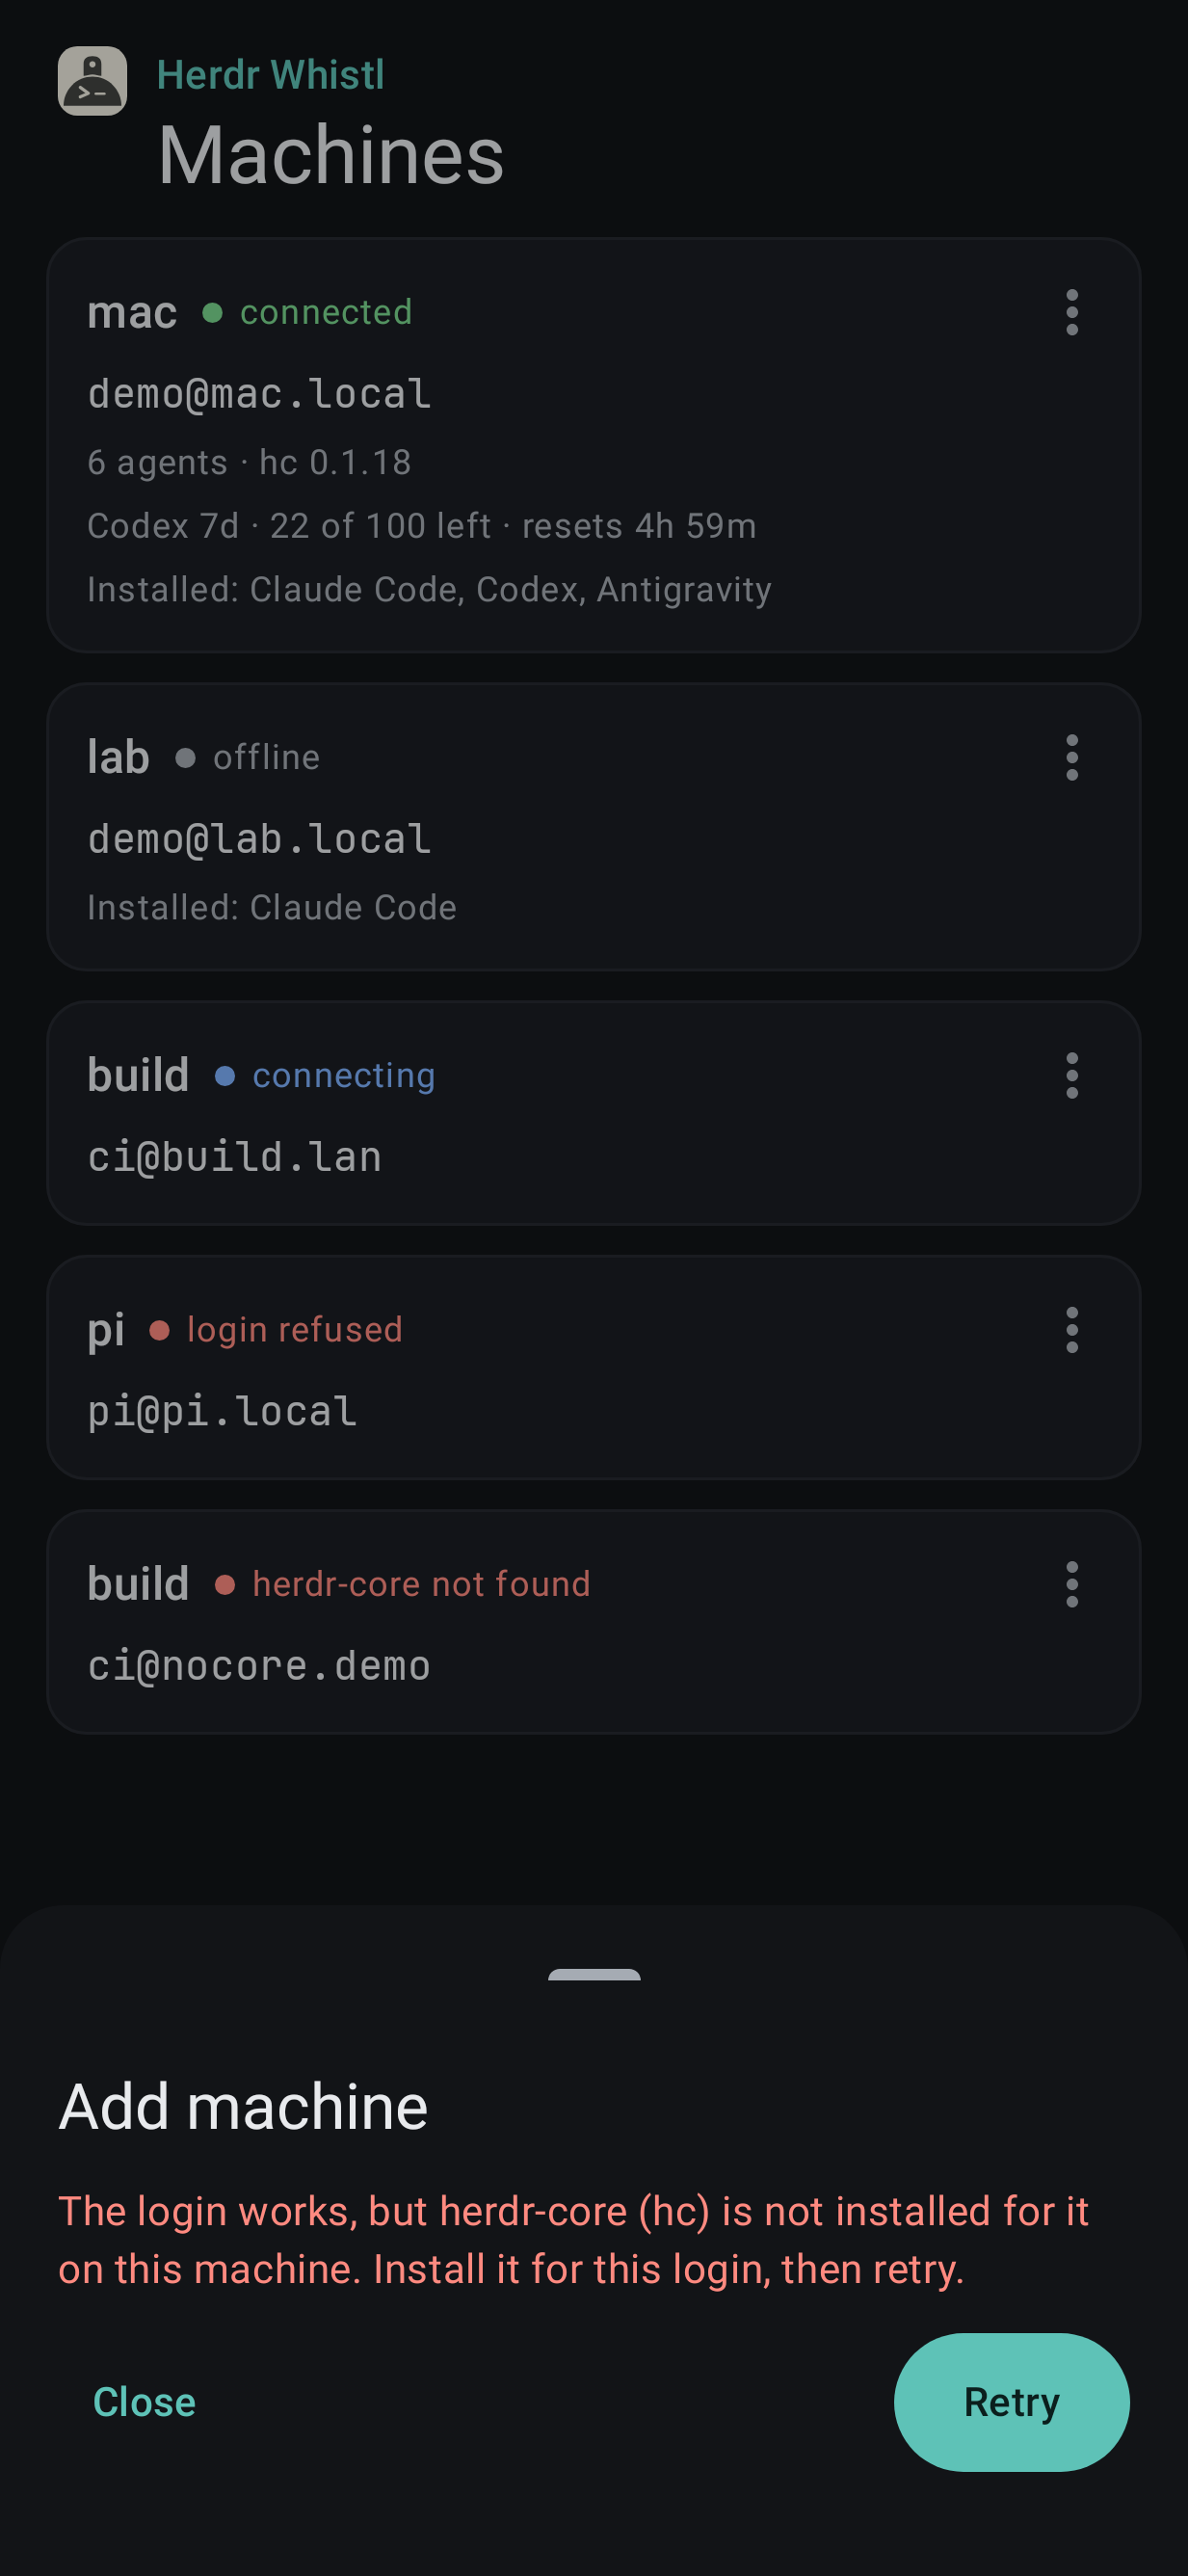 Herdr Whistl
Machines
mac connected
demo@mac.local
6 agents · hc 0.1.18
Codex 7d · 22 of 100 left · resets 4h 59m
Installed: Claude Code, Codex, Antigravity
lab offline
demo@lab.local
Installed: Claude Code
build connecting
ci@build.lan
pi login refused
pi@pi.local
build herdr-core not found
ci@nocore.demo
Add machine
The login works, but herdr-core (hc) is not installed for it
on this machine. Install it for this login, then retry.
Close Retry